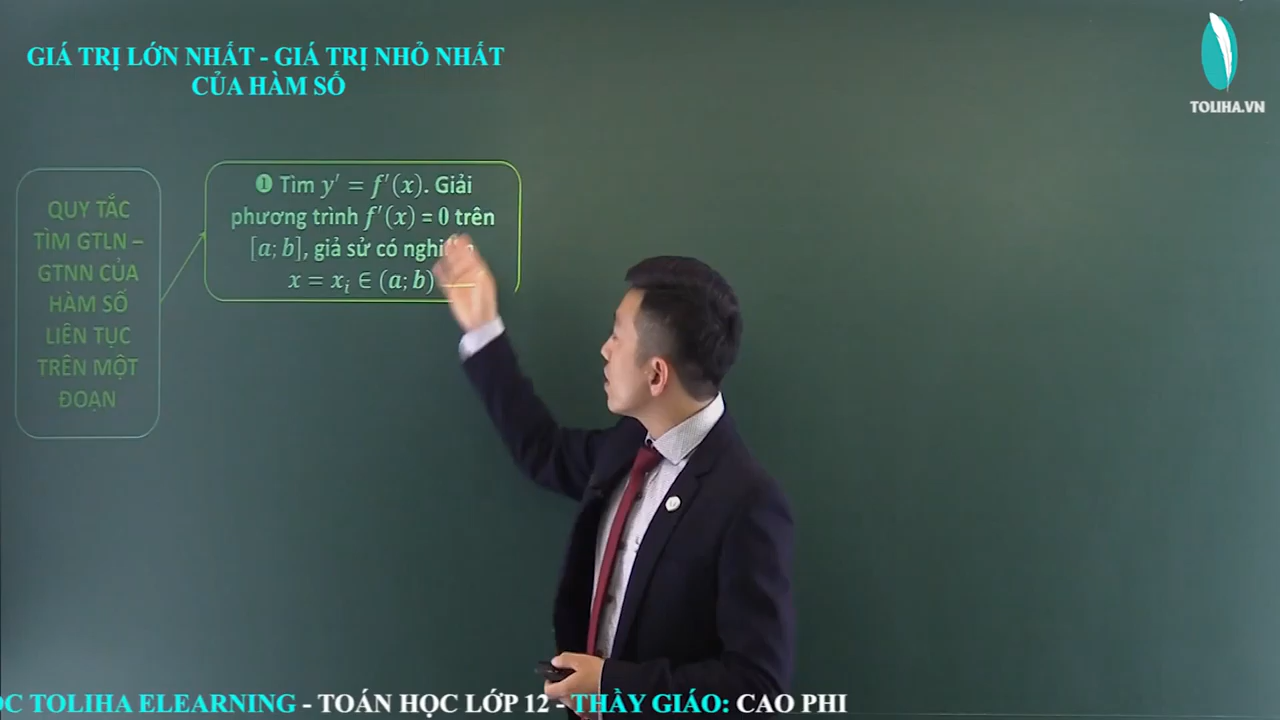 GIÁ TRỊ LỚN NHẤT - GIÁ TRỊ NHỎ NHẤT
CỦA HÀM SỐ
TOLIHA.VN
QUY TẮC
TÌM GTLN –
GTNN CỦA
HÀM SỐ
LIÊN TỤC
TRÊN MỘT
ĐOẠN
❶ Tìm y' = f'(x). Giải
phương trình f'(x) = 0 trên
[a; b], giả sử có
x = xᵢ ∈ (a; b)
TOLIHA ELEARNING - TOÁN HỌC LỚP 12 - THẦY GIÁO: CAO PHI